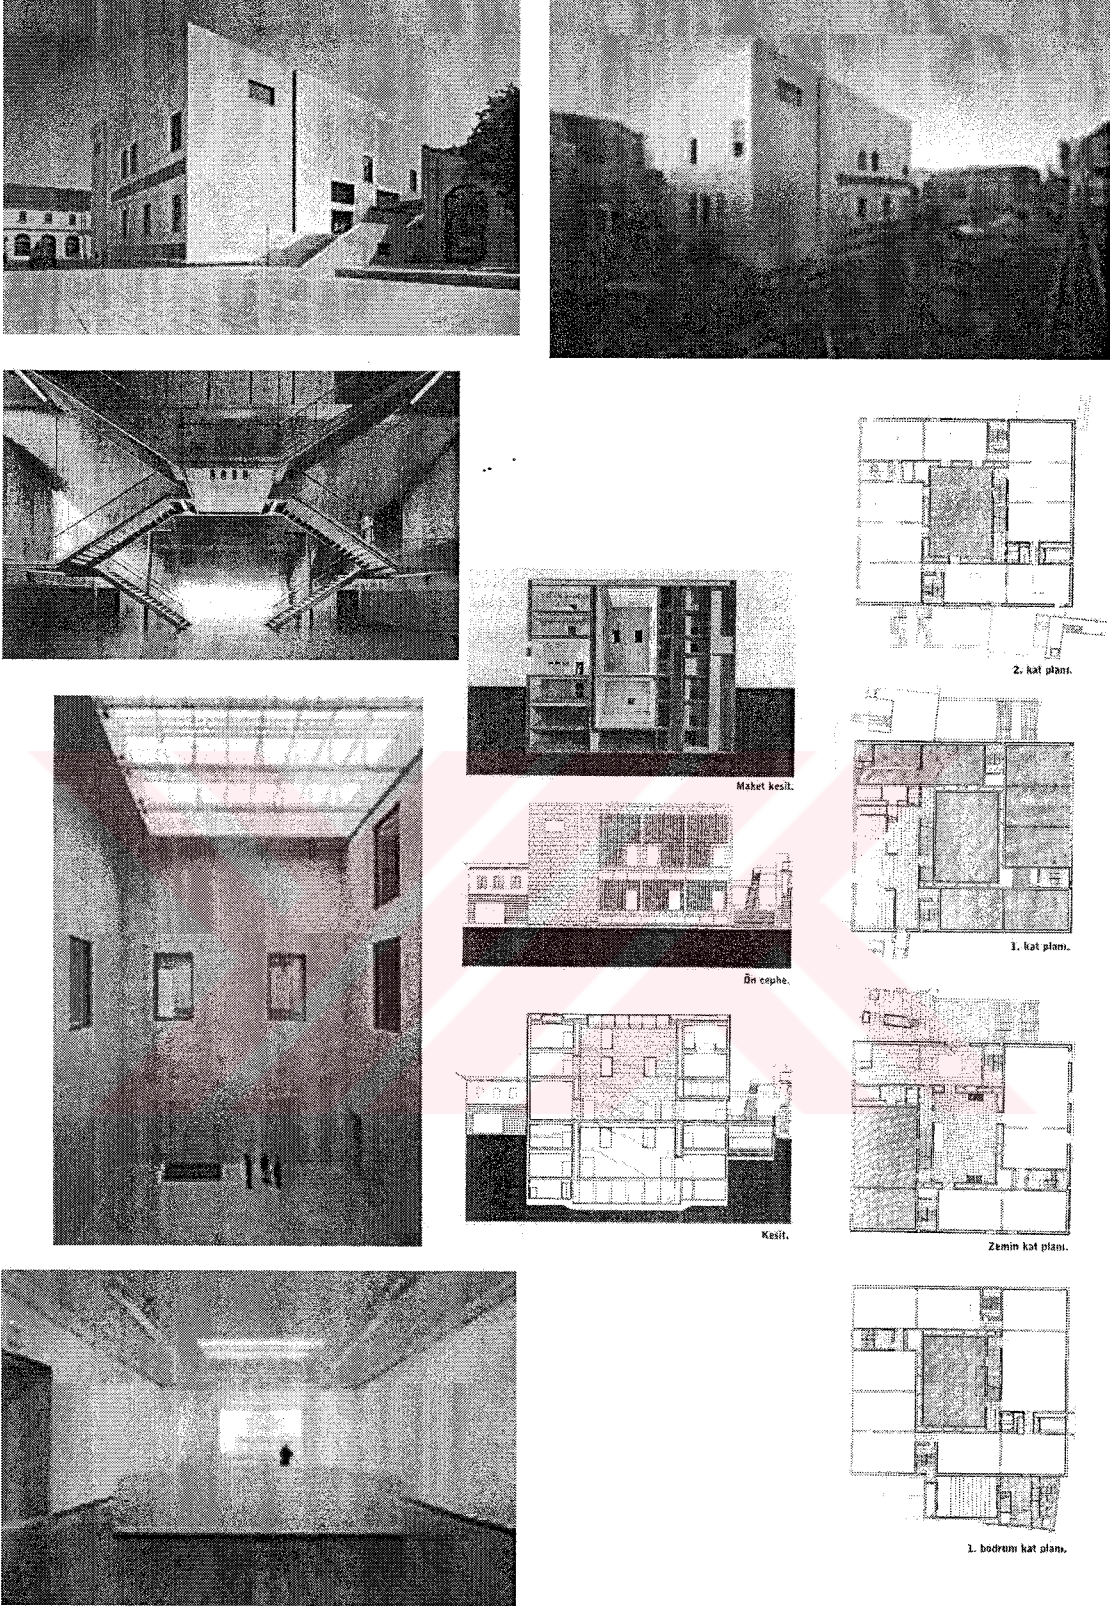 2. kat planı.
Maket kesit.
1. kat planı.
Ön cephe.
Kesit.
Zemin kat planı.
1. bodrum kat planı.